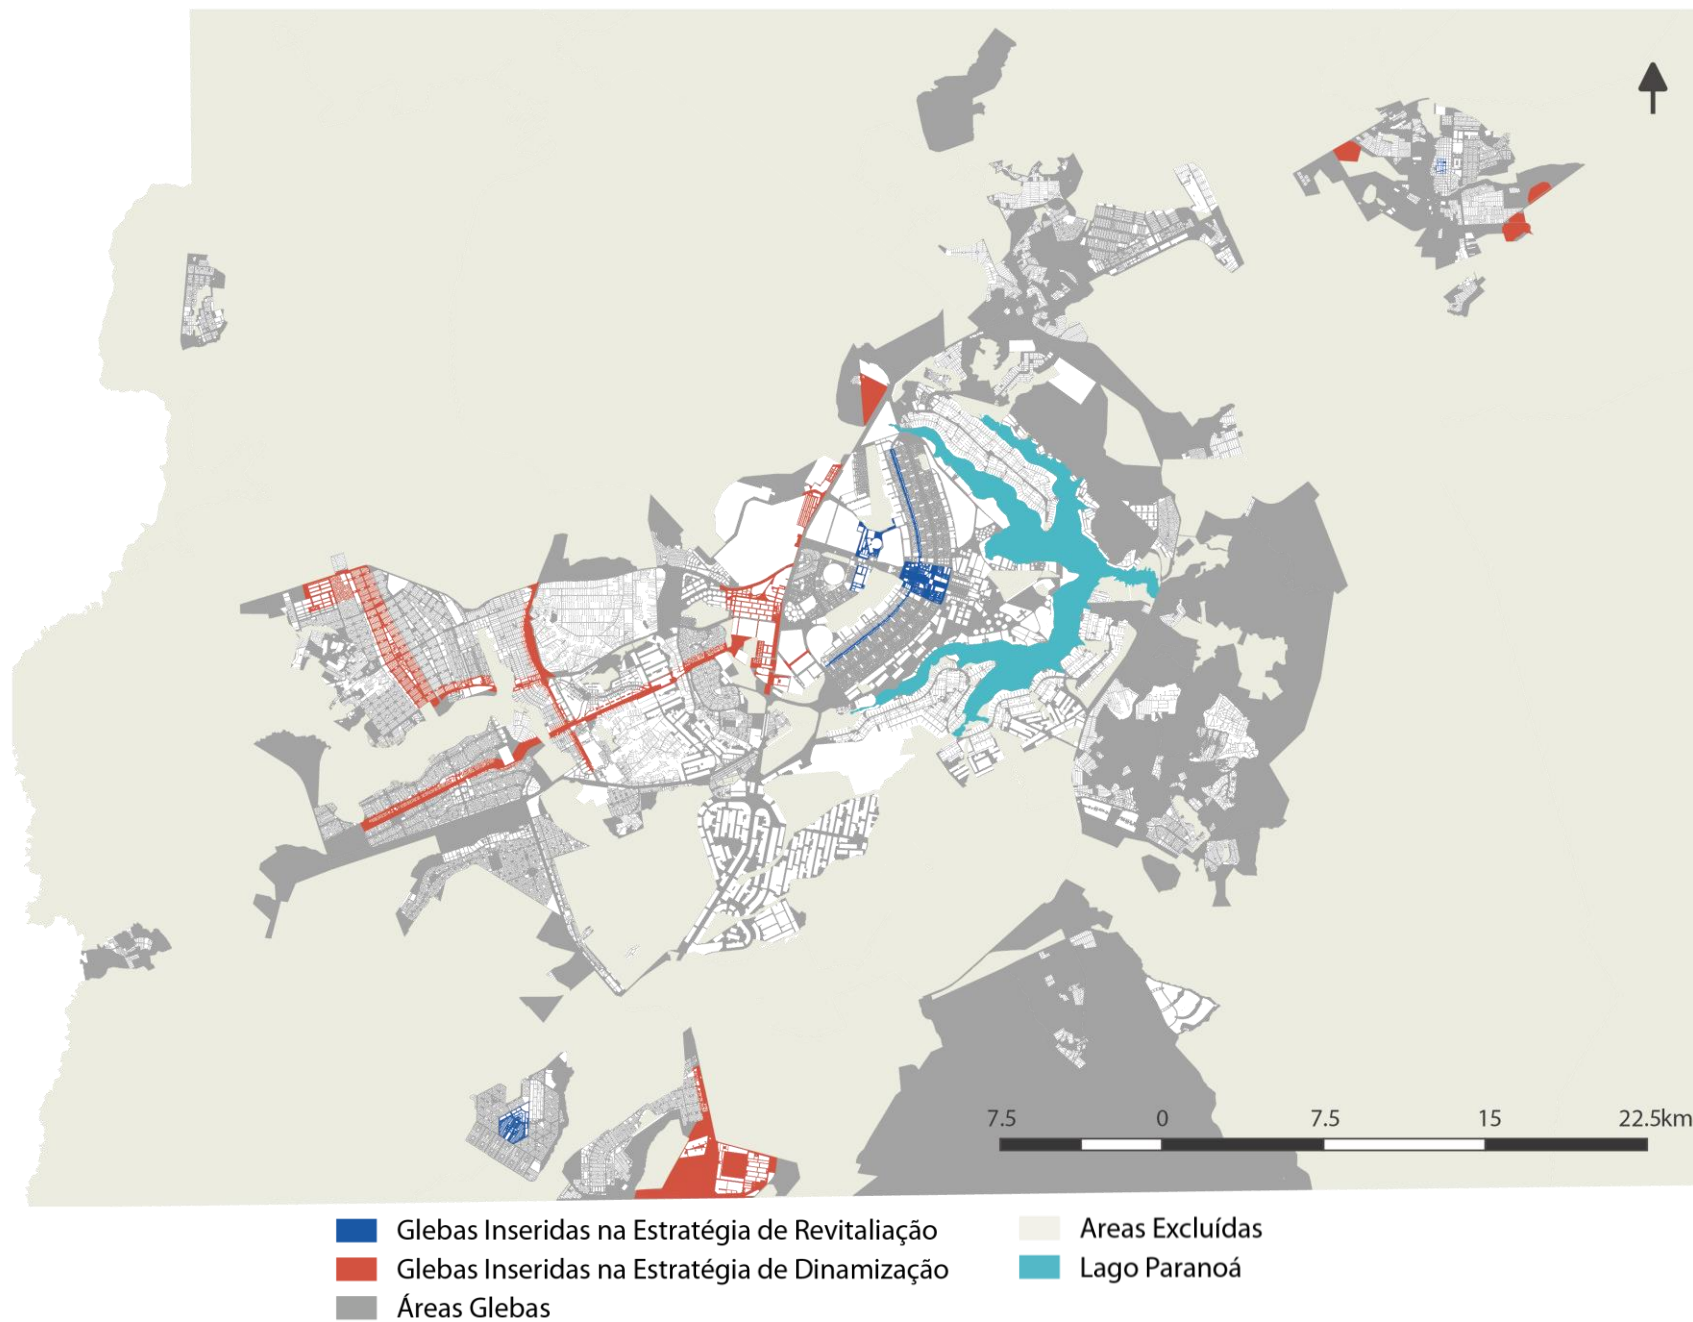 7.5 0 7.5 15 22.5km
Glebas Inseridas na Estratégia de Revitaliação
Glebas Inseridas na Estratégia de Dinamização
Áreas Glebas
Areas Excluídas
Lago Paranoá